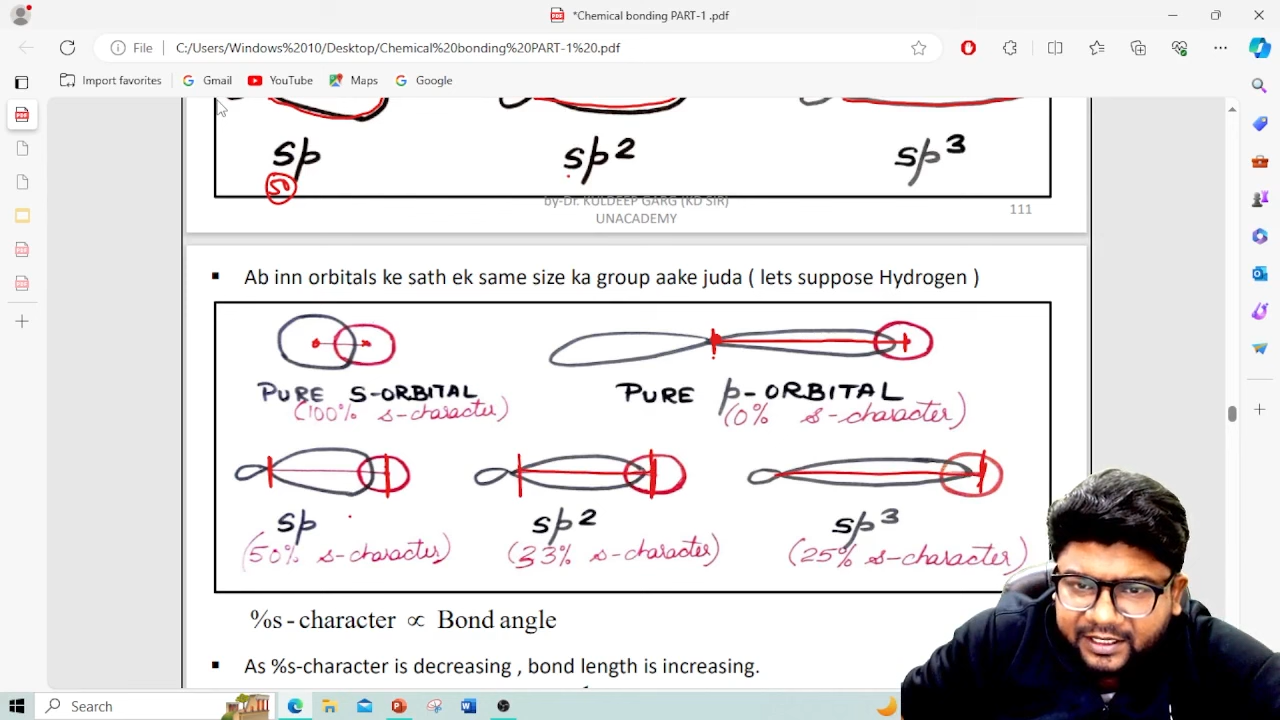 *Chemical bonding PART-1 .pdf
File
C:/Users/Windows%2010/Desktop/Chemical%20bonding%20PART-1%20.pdf
Import favorites
Gmail
YouTube
Maps
Google
sp
sp²
sp³
50
by-Dr. KULDEEP GARG (KD SIR)
UNACADEMY
111
▪ Ab inn orbitals ke sath ek same size ka group aake juda ( lets suppose Hydrogen )
PURE S-ORBITAL
(100% s-character)
PURE p-ORBITAL
(0% s-character)
sp
(50% s-character)
sp²
(33% s-character)
sp³
(25% s-character)
%s - character ∝ Bond angle
▪ As %s-character is decreasing , bond length is increasing.
Search